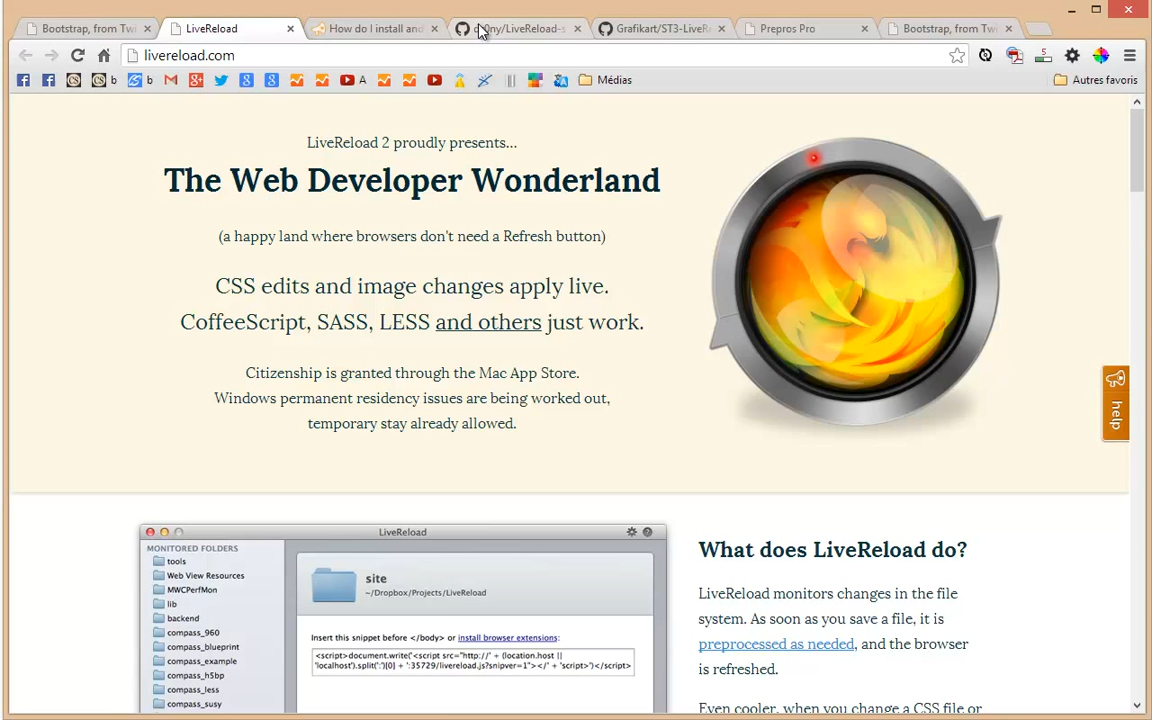 Bootstrap, from Twi
LiveReload
How do I install and
dz0ny/LiveReload-s
Grafikart/ST3-LiveRe
Prepros Pro
Bootstrap, from Twi
livereload.com
b
b
A
Médias
Autres favoris
LiveReload 2 proudly presents...
The Web Developer Wonderland
(a happy land where browsers don't need a Refresh button)
CSS edits and image changes apply live.
CoffeeScript, SASS, LESS and others just work.
Citizenship is granted through the Mac App Store.
Windows permanent residency issues are being worked out,
temporary stay already allowed.
help
LiveReload
MONITORED FOLDERS
tools
Web View Resources
MWCPerfMon
lib
backend
compass_960
compass_blueprint
compass_example
compass_h5bp
compass_less
compass_susy
site
~/Dropbox/Projects/LiveReload
Insert this snippet before </body> or install browser extensions:
<script>document.write('<script src="http://' + (location.host ||
'localhost').split(':')[0] + ':35729/livereload.js?snipver=1"></' + 'script>')</script>
What does LiveReload do?
LiveReload monitors changes in the file
system. As soon as you save a file, it is
preprocessed as needed, and the browser
is refreshed.
Even cooler, when you change a CSS file or